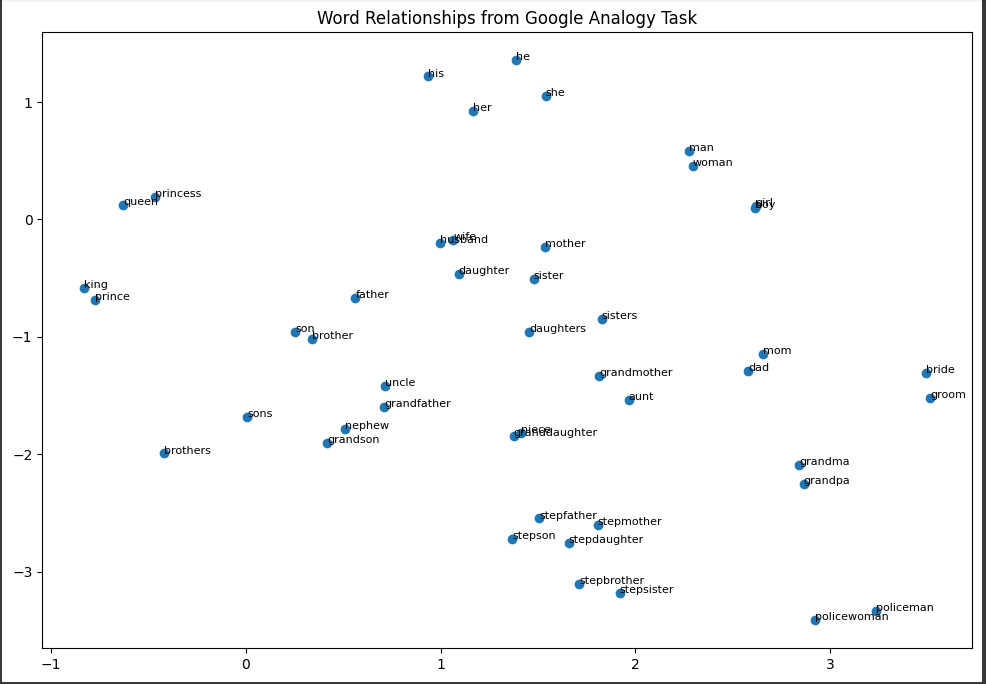 Word Relationships from Google Analogy Task
he
his
she
her
man
woman
princess
queen
girl
boy
wife
husband
mother
daughter
sister
king
father
prince
sisters
son
daughters
brother
mom
dad
bride
grandmother
uncle
groom
aunt
grandfather
sons
nephew
niece
granddaughter
grandson
brothers
grandma
grandpa
stepfather
stepmother
stepson
stepdaughter
stepbrother
stepsister
policeman
policewoman
1
0
−1
−2
−3
−1 0 1 2 3